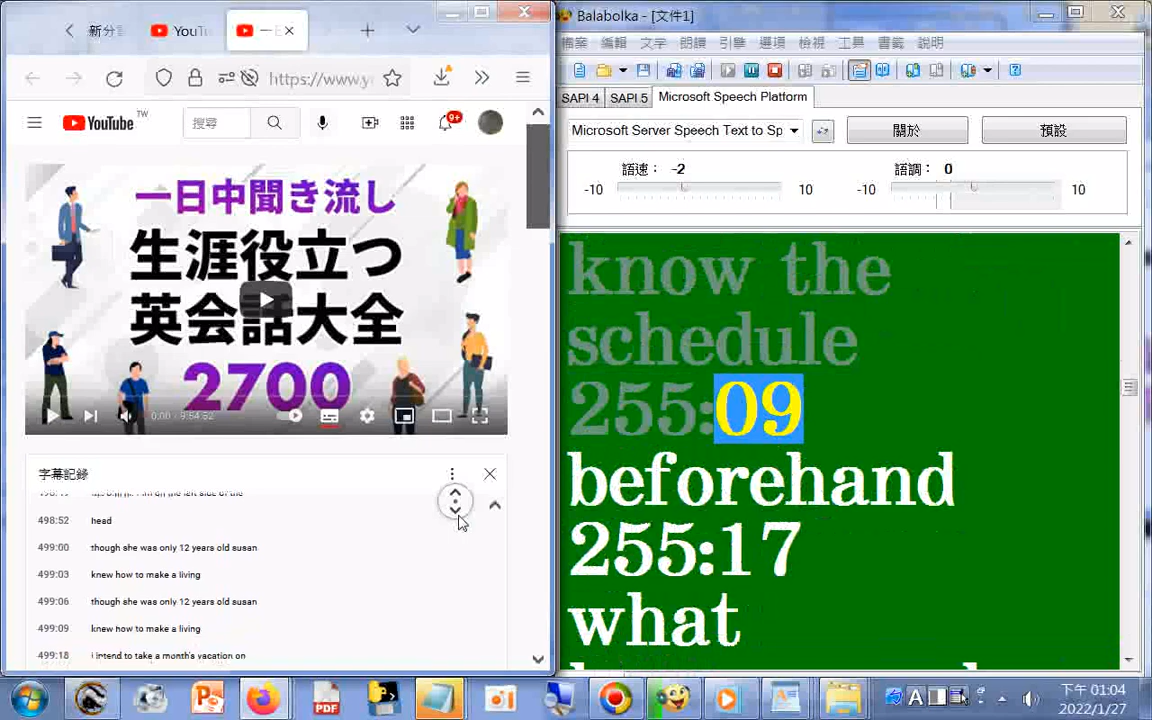 新分
YouT
一 E
https://www.y
YouTube TW
搜尋
9+
一日中聞き流し
生涯役立つ
英会話大全
2700
字幕記錄
498:52 head
499:00 though she was only 12 years old susan
499:03 knew how to make a living
499:06 though she was only 12 years old susan
499:09 knew how to make a living
499:18 i intend to take a month's vacation on
Balabolka - [文件1]
檔案 編輯 文字 朗讀 引擎 選項 檢視 工具 書籤 說明
SAPI 4 SAPI 5 Microsoft Speech Platform
Microsoft Server Speech Text to Sp
關於
預設
語速： -2
語調： 0
-10 10 -10 10
know the
schedule
255:09
beforehand
255:17
what
PDF
A
下午 01:04
2022/1/27